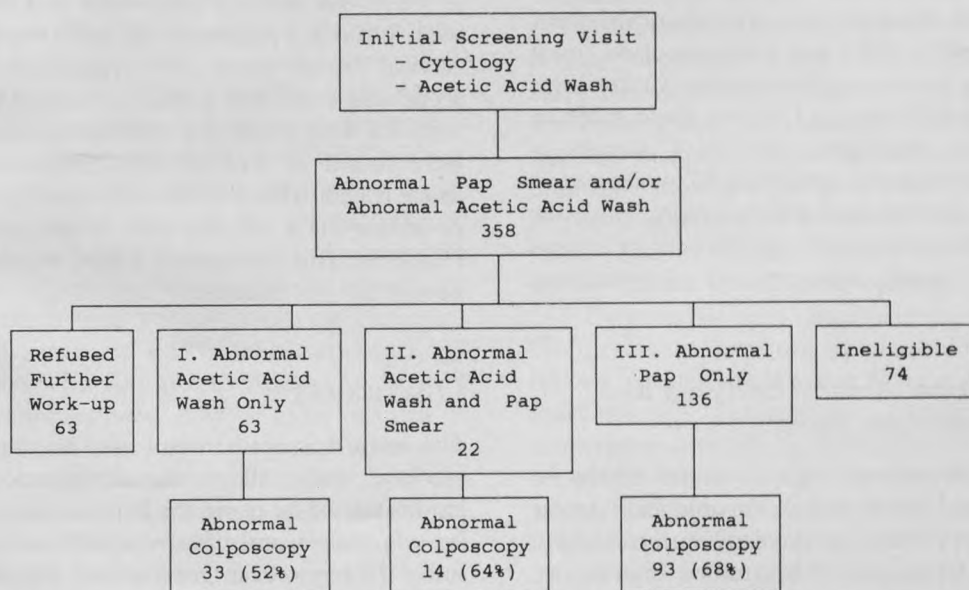 Initial Screening Visit
- Cytology
- Acetic Acid Wash
Abnormal Pap Smear and/or
Abnormal Acetic Acid Wash
358
Refused
Further
Work-up
63
I. Abnormal
Acetic Acid
Wash Only
63
II. Abnormal
Acetic Acid
Wash and Pap
Smear
22
III. Abnormal
Pap Only
136
Ineligible
74
Abnormal
Colposcopy
33 (52%)
Abnormal
Colposcopy
14 (64%)
Abnormal
Colposcopy
93 (68%)